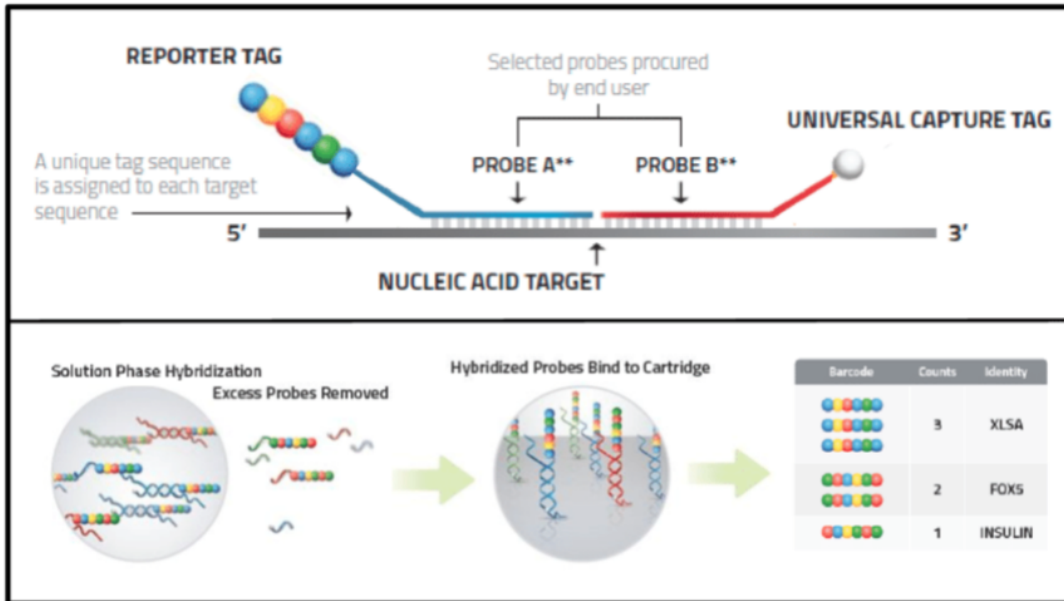 REPORTER TAG
Selected probes procured
by end user
UNIVERSAL CAPTURE TAG
A unique tag sequence
is assigned to each target
sequence
PROBE A**
PROBE B**
5'
3'
NUCLEIC ACID TARGET
Solution Phase Hybridization
Excess Probes Removed
Hybridized Probes Bind to Cartridge
Barcode Counts Identity
3 XLSA
2 FOX5
1 INSULIN